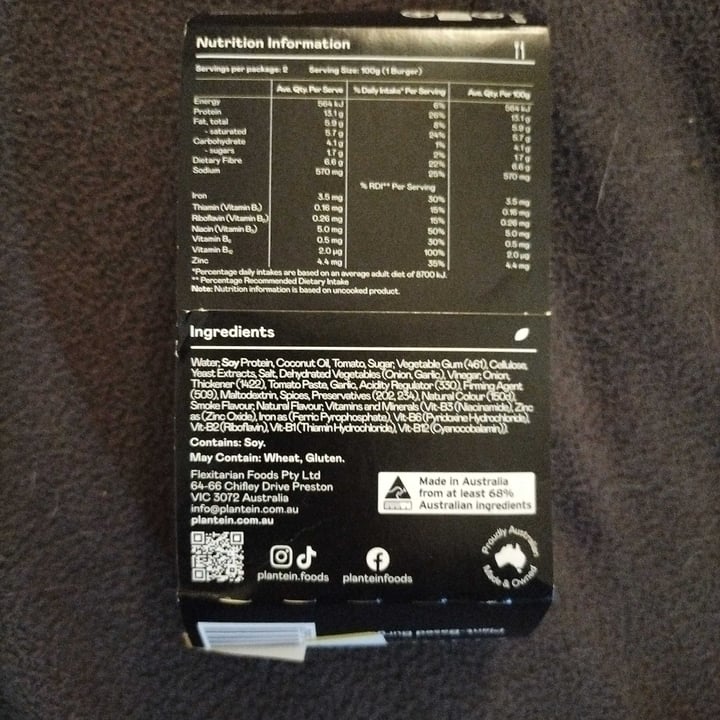 Nutrition Information
Servings per package: 2 Serving Size: 100g (1 Burger)
Ave. Qty. Per Serve % Daily Intake* Per Serving Ave. Qty. Per 100g
Energy 564 kJ 6% 564 kJ
Protein 13.1 g 26% 13.1 g
Fat, total 5.9 g 8% 5.9 g
- saturated 5.7 g 24% 5.7 g
Carbohydrate 4.1 g 1% 4.1 g
- sugars 1.7 g 2% 1.7 g
Dietary Fibre 6.6 g 22% 6.6 g
Sodium 570 mg 25% 570 mg
% RDI** Per Serving
Iron 3.5 mg 30% 3.5 mg
Thiamin (Vitamin B₁) 0.16 mg 15% 0.16 mg
Riboflavin (Vitamin B₂) 0.26 mg 15% 0.26 mg
Niacin (Vitamin B₃) 5.0 mg 50% 5.0 mg
Vitamin B₆ 0.5 mg 30% 0.5 mg
Vitamin B₁₂ 2.0 µg 100% 2.0 µg
Zinc 4.4 mg 35% 4.4 mg
*Percentage daily intakes are based on an average adult diet of 8700 kJ.
** Percentage Recommended Dietary Intake
Note: Nutrition information is based on uncooked product.
Ingredients
Water, Soy Protein, Coconut Oil, Tomato, Sugar, Vegetable Gum (461), Cellulose,
Yeast Extracts, Salt, Dehydrated Vegetables (Onion, Garlic), Vinegar, Onion,
Thickener (1422), Tomato Paste, Garlic, Acidity Regulator (330), Firming Agent
(509), Maltodextrin, Spices, Preservatives (202, 234), Natural Colour (150d),
Smoke Flavour, Natural Flavour, Vitamins and Minerals (Vit-B3 (Niacinamide), Zinc
as (Zinc Oxide), Iron as (Ferric Pyrophosphate), Vit-B6 (Pyridoxine Hydrochloride),
Vit-B2 (Riboflavin), Vit-B1 (Thiamin Hydrochloride), Vit-B12 (Cyanocobalamin)).
Contains: Soy.
May Contain: Wheat, Gluten.
Flexitarian Foods Pty Ltd
64-66 Chifley Drive Preston
VIC 3072 Australia
info@plantein.com.au
plantein.com.au
Made in Australia
from at least 68%
Australian ingredients
plantein.foods
planteinfoods
Proudly Australian
Made & Owned
Plant-Based Bur